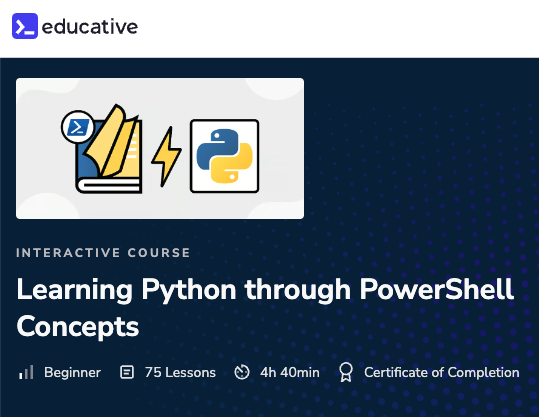 educative
INTERACTIVE COURSE
Learning Python through PowerShell
Concepts
Beginner 75 Lessons 4h 40min Certificate of Completion